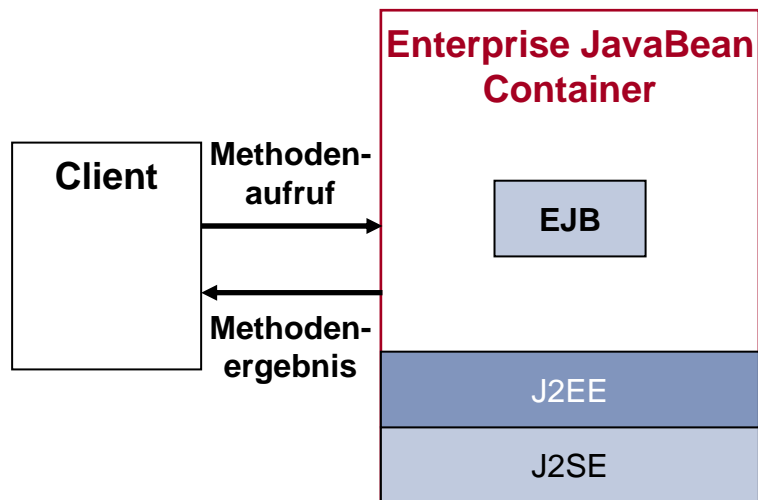 Enterprise JavaBean
Container
Client
Methoden-
aufruf
EJB
Methoden-
ergebnis
J2EE
J2SE